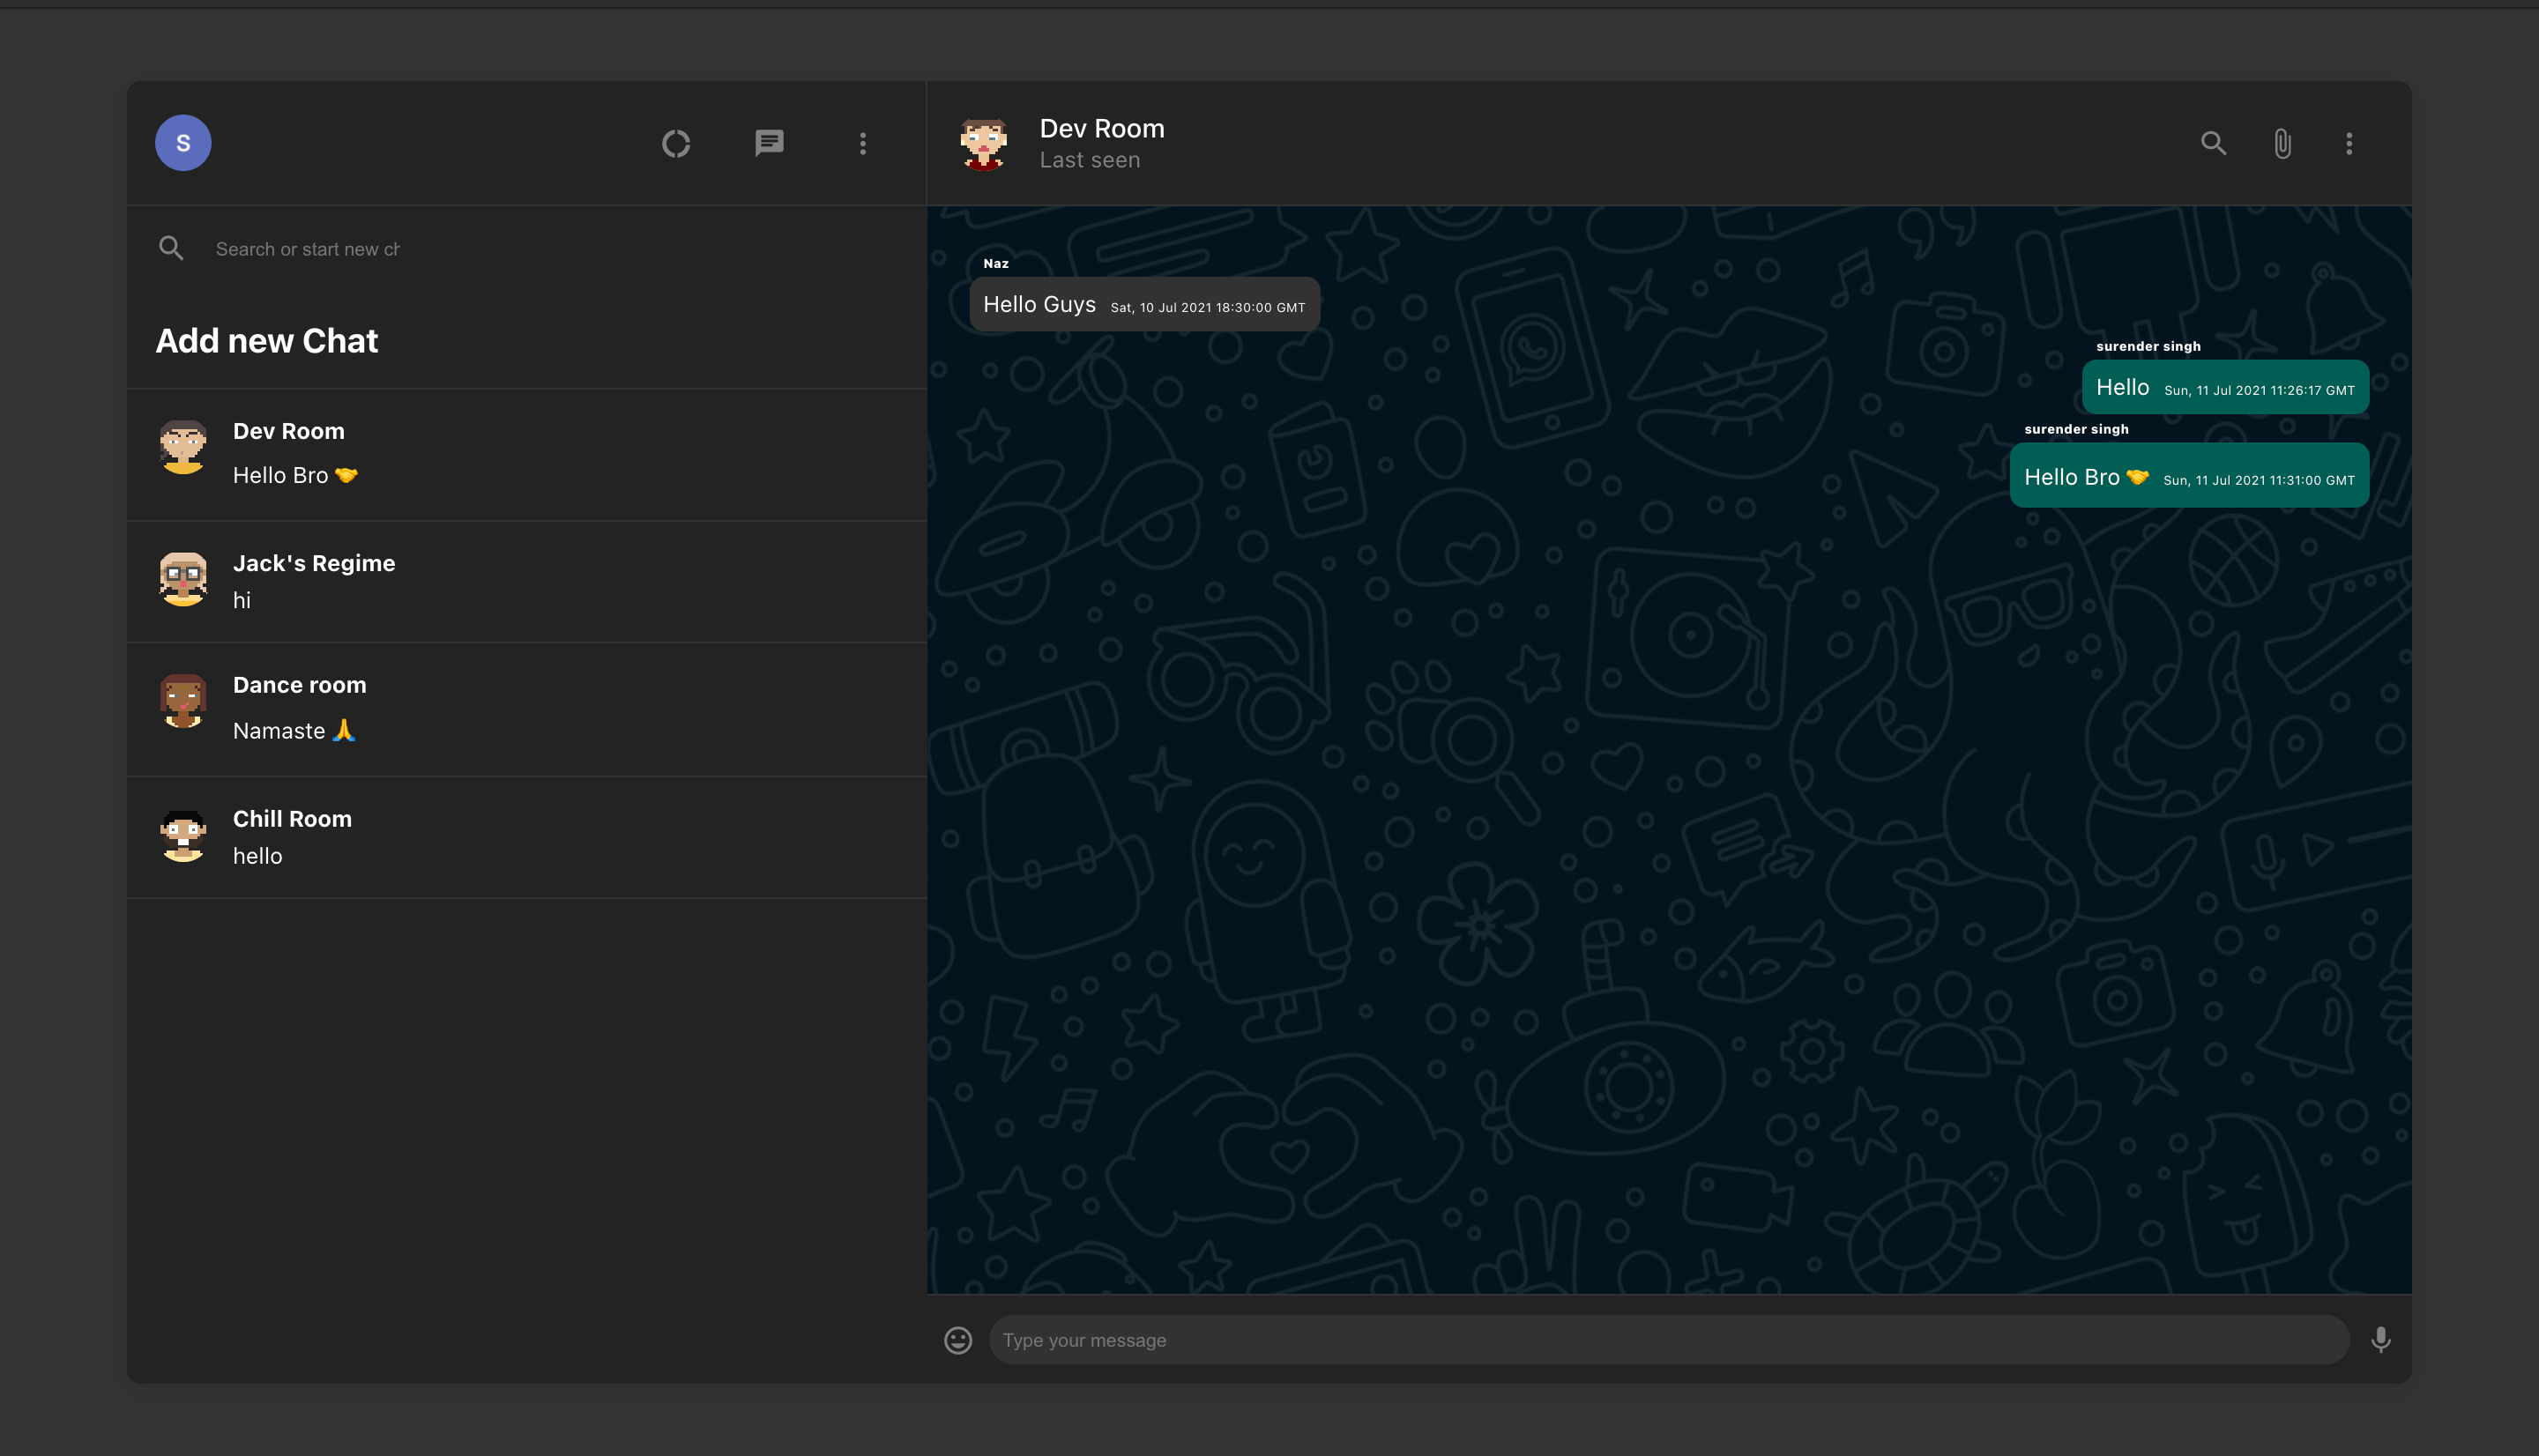 S
Search or start new ch
Add new Chat
Dev Room
Hello Bro 🤝
Jack's Regime
hi
Dance room
Namaste 🙏
Chill Room
hello
Dev Room
Last seen
Naz
Hello Guys Sat, 10 Jul 2021 18:30:00 GMT
surender singh
Hello Sun, 11 Jul 2021 11:26:17 GMT
surender singh
Hello Bro 🤝 Sun, 11 Jul 2021 11:31:00 GMT
Type your message